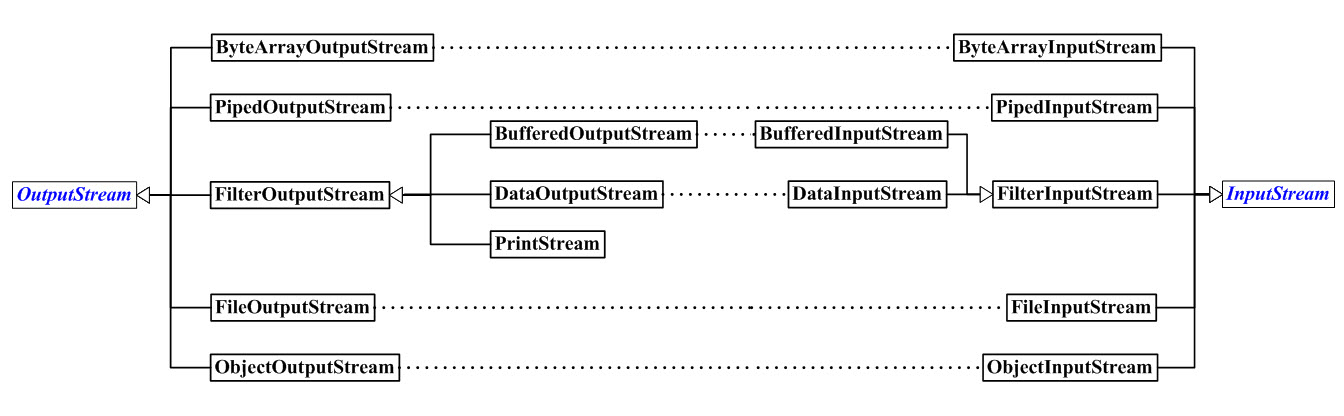 ByteArrayOutputStream ByteArrayInputStream
PipedOutputStream PipedInputStream
BufferedOutputStream BufferedInputStream
OutputStream FilterOutputStream DataOutputStream DataInputStream FilterInputStream InputStream
PrintStream
FileOutputStream FileInputStream
ObjectOutputStream ObjectInputStream